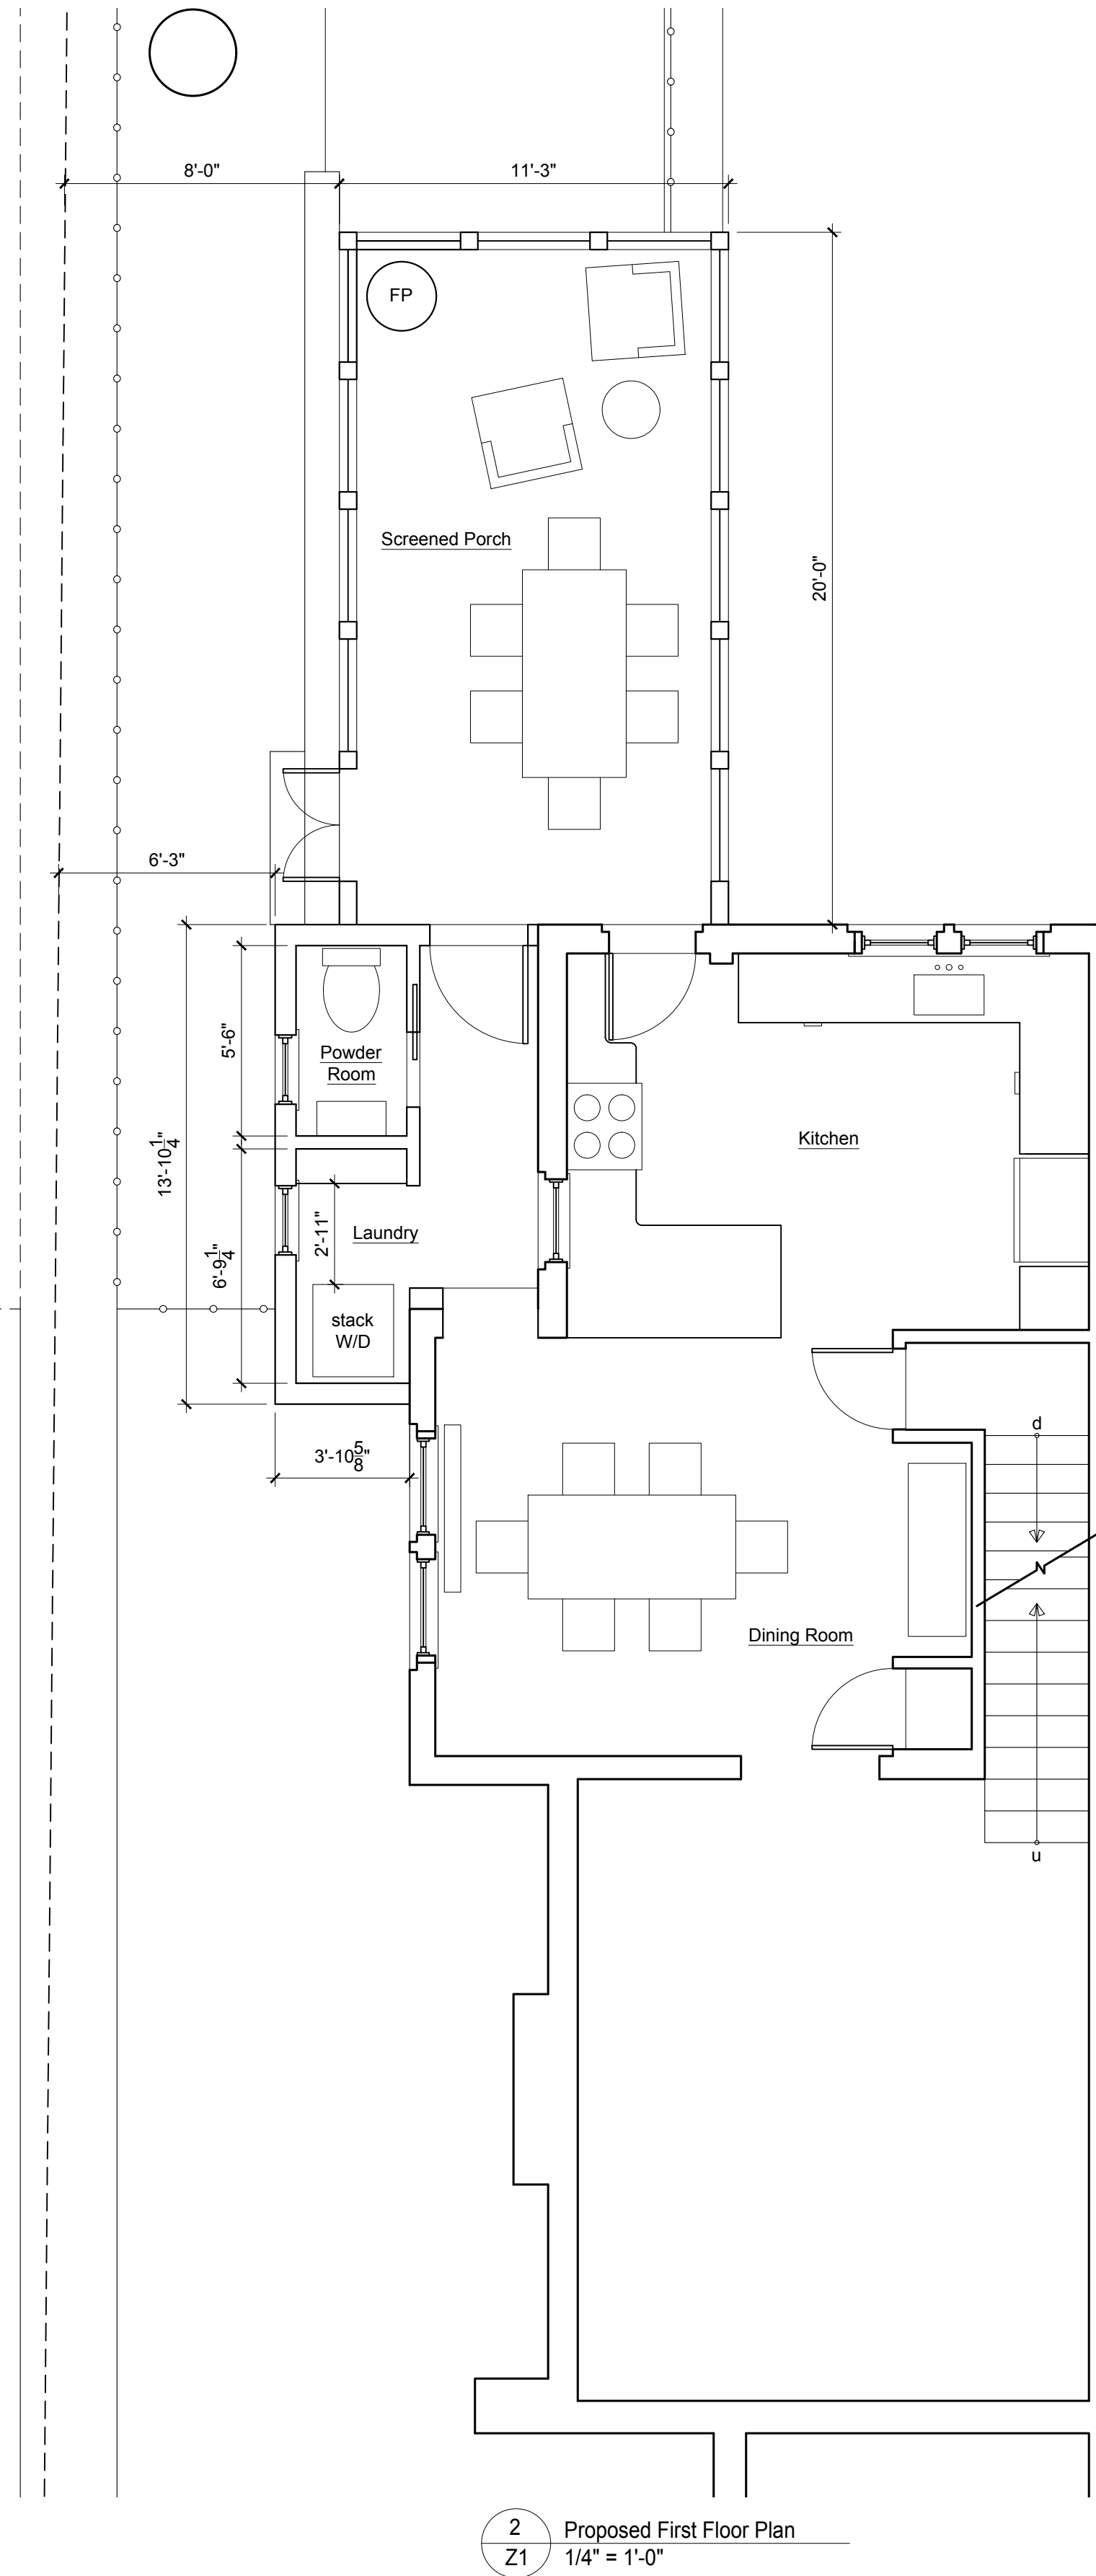 8'-0"
11'-3"
FP
Screened Porch
20'-0"
6'-3"
5'-6"
Powder
Room
13'-10 1/4"
Kitchen
6'-9 1/4"
2'-11"
Laundry
stack
W/D
d
3'-10 5/8"
N
Dining Room
u
2
Proposed First Floor Plan
Z1
1/4" = 1'-0"